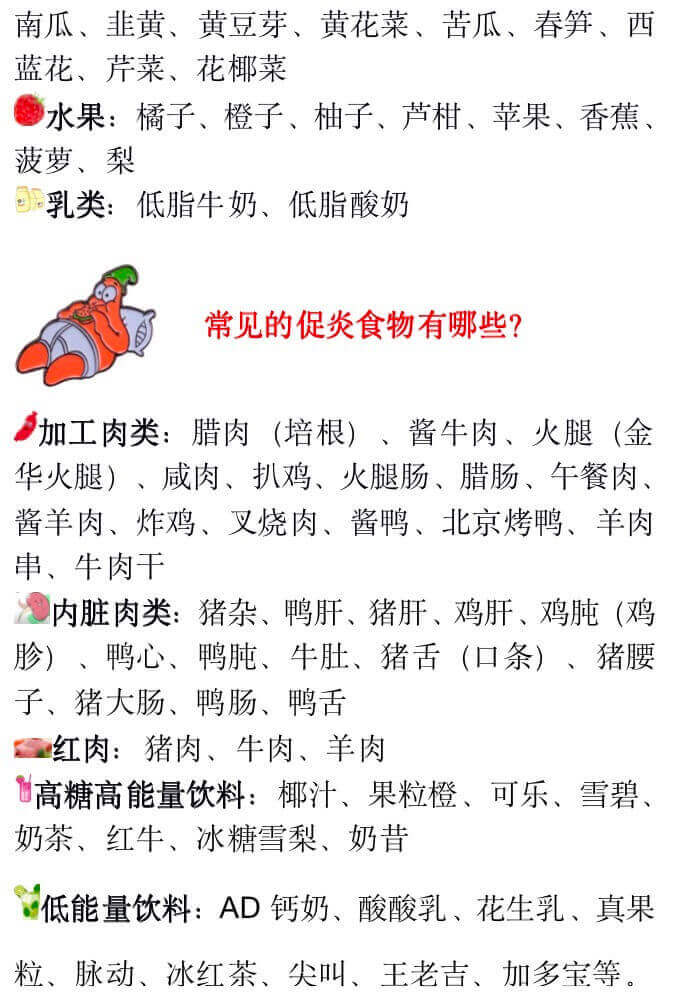 南瓜、韭黄、黄豆芽、黄花菜、苦瓜、春笋、西
蓝花、芹菜、花椰菜
水果：橘子、橙子、柚子、芦柑、苹果、香蕉、
菠萝、梨
乳类：低脂牛奶、低脂酸奶
常见的促炎食物有哪些?
加工肉类：腊肉（培根）、酱牛肉、火腿（金
华火腿）、咸肉、扒鸡、火腿肠、腊肠、午餐肉、
酱羊肉、炸鸡、叉烧肉、酱鸭、北京烤鸭、羊肉
串、牛肉干
内脏肉类：猪杂、鸭肝、猪肝、鸡肝、鸡肫（鸡
胗）、鸭心、鸭肫、牛肚、猪舌（口条）、猪腰
子、猪大肠、鸭肠、鸭舌
红肉：猪肉、牛肉、羊肉
高糖高能量饮料：椰汁、果粒橙、可乐、雪碧、
奶茶、红牛、冰糖雪梨、奶昔
低能量饮料：AD 钙奶、酸酸乳、花生乳、真果
粒、脉动、冰红茶、尖叫、王老吉、加多宝等。